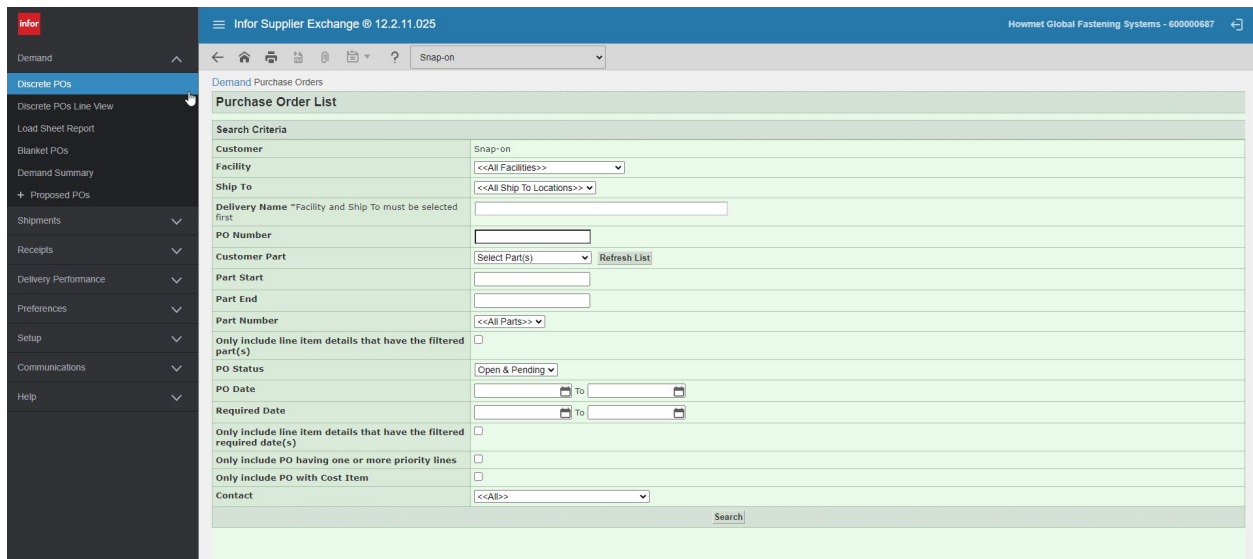 infor
Infor Supplier Exchange ® 12.2.11.025
Howmet Global Fastening Systems - 600000687
Demand
Discrete POs
Discrete POs Line View
Load Sheet Report
Blanket POs
Demand Summary
+ Proposed POs
Shipments
Receipts
Delivery Performance
Preferences
Setup
Communications
Help
? Snap-on
Demand Purchase Orders
Purchase Order List
Search Criteria
Customer Snap-on
Facility <<All Facilities>>
Ship To <<All Ship To Locations>>
Delivery Name *Facility and Ship To must be selected
first
PO Number
Customer Part Select Part(s) Refresh List
Part Start
Part End
Part Number <<All Parts>>
Only include line item details that have the filtered
part(s)
PO Status Open & Pending
PO Date To
Required Date To
Only include line item details that have the filtered
required date(s)
Only include PO having one or more priority lines
Only include PO with Cost Item
Contact <<All>>
Search